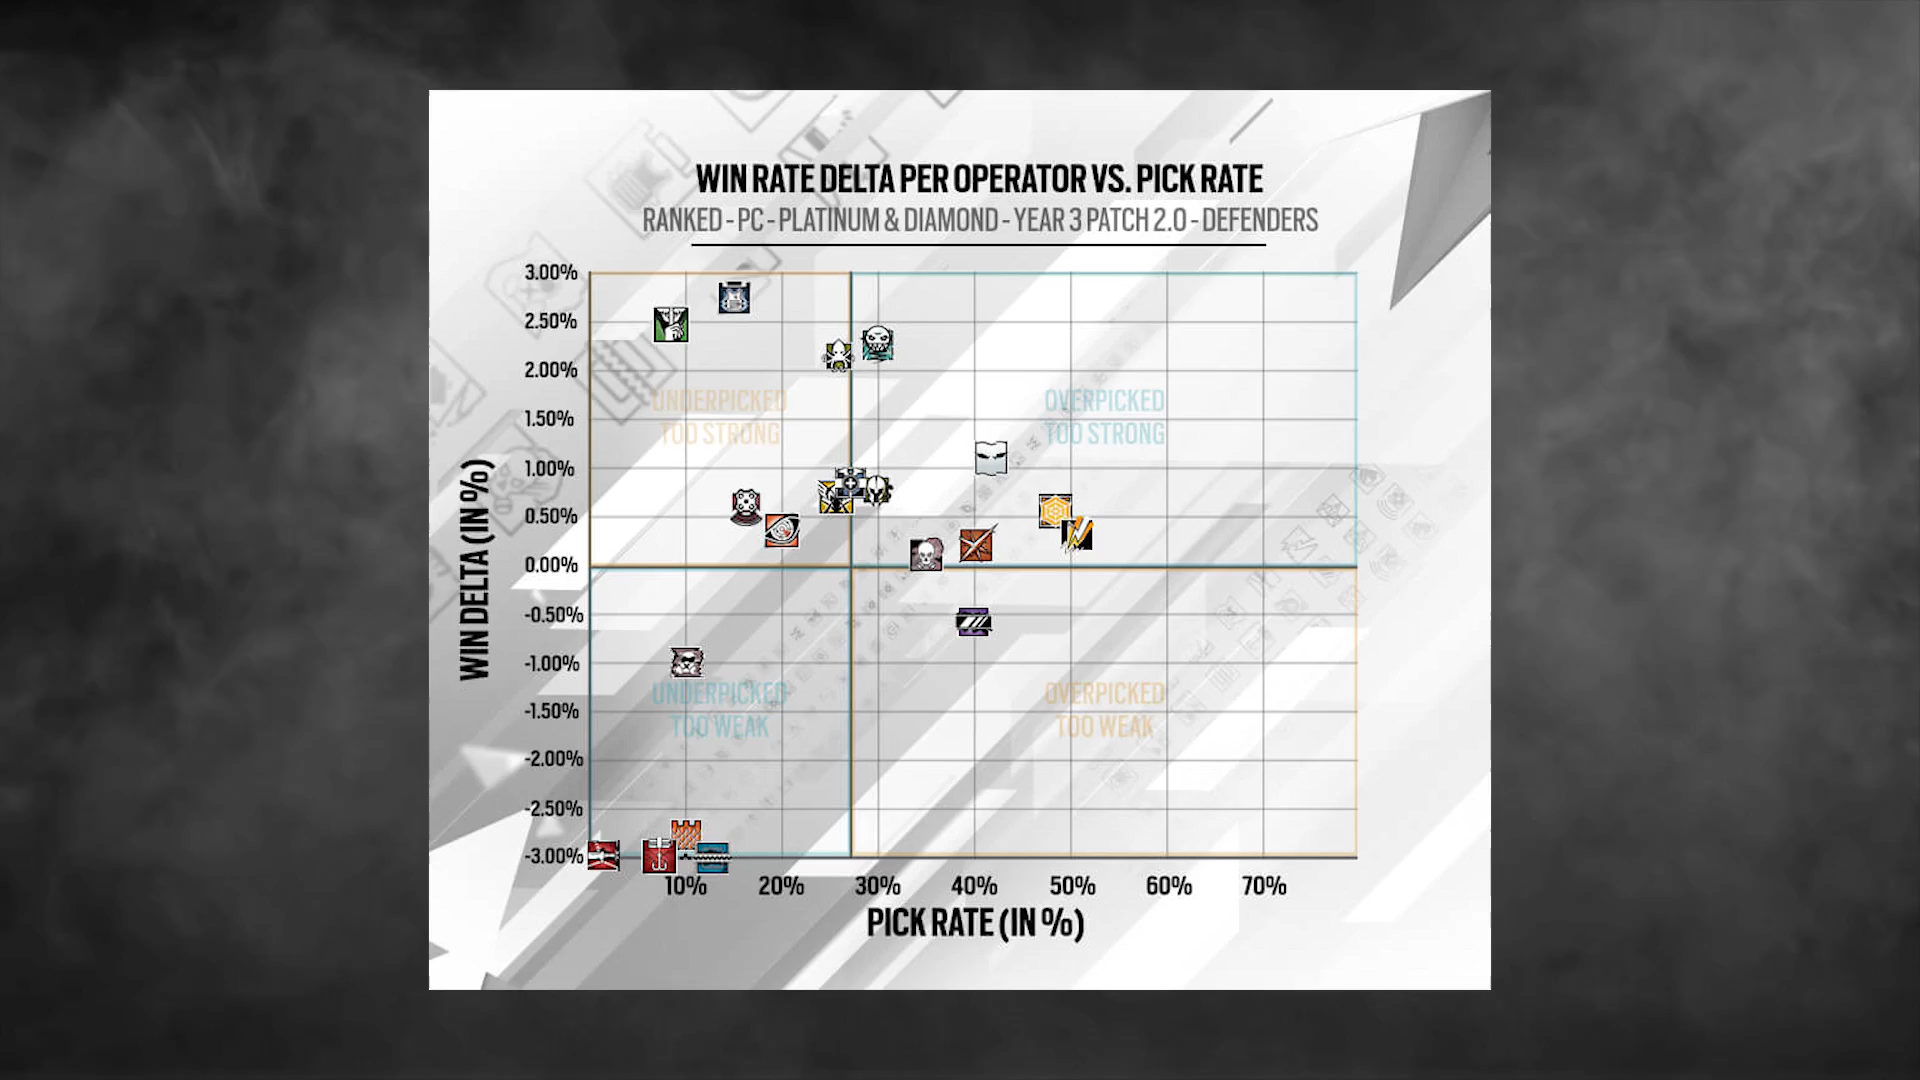 WIN RATE DELTA PER OPERATOR VS. PICK RATE
RANKED - PC - PLATINUM & DIAMOND - YEAR 3 PATCH 2.0 - DEFENDERS
3.00%
2.50%
2.00%
1.50%
1.00%
0.50%
0.00%
-0.50%
-1.00%
-1.50%
-2.00%
-2.50%
-3.00%
WIN DELTA (IN %)
UNDERPICKED
TOO STRONG
OVERPICKED
TOO STRONG
UNDERPICKED
TOO WEAK
OVERPICKED
TOO WEAK
10% 20% 30% 40% 50% 60% 70%
PICK RATE (IN %)